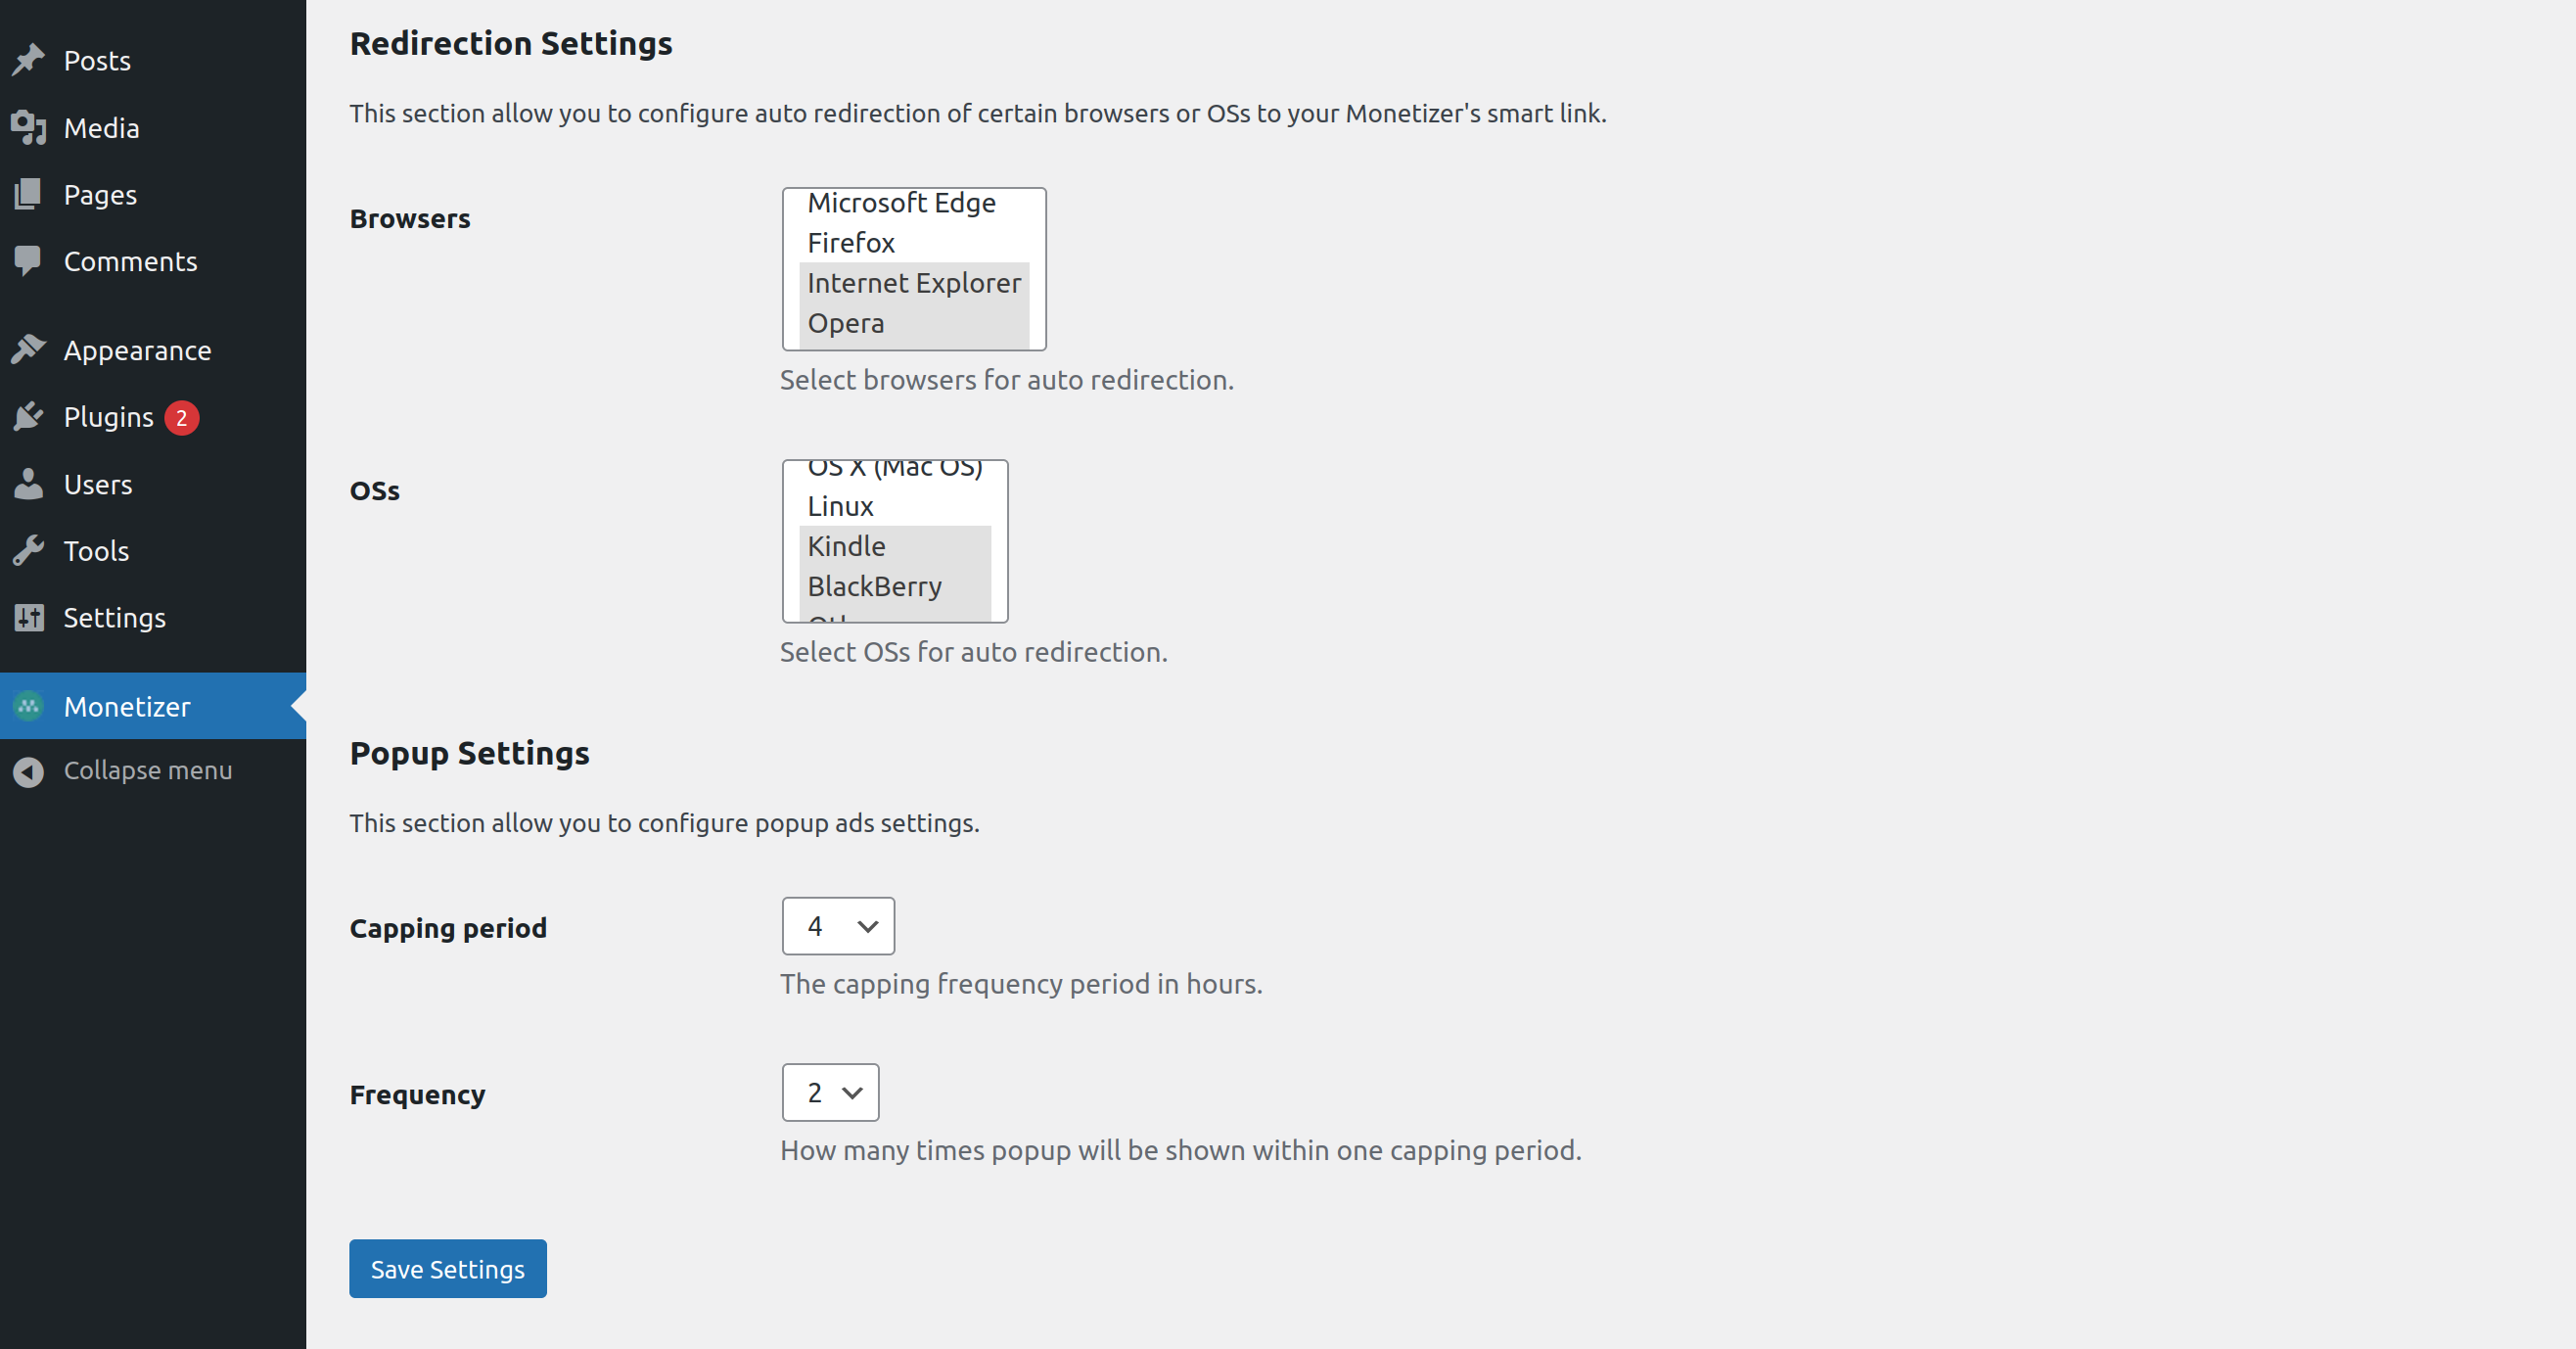 Posts
Media
Pages
Comments
Appearance
Plugins 2
Users
Tools
Settings
Monetizer
Collapse menu
Redirection Settings
This section allow you to configure auto redirection of certain browsers or OSs to your Monetizer's smart link.
Browsers
Microsoft Edge
Firefox
Internet Explorer
Opera
Select browsers for auto redirection.
OSs
OS X (Mac OS)
Linux
Kindle
BlackBerry
Select OSs for auto redirection.
Popup Settings
This section allow you to configure popup ads settings.
Capping period
4
The capping frequency period in hours.
Frequency
2
How many times popup will be shown within one capping period.
Save Settings